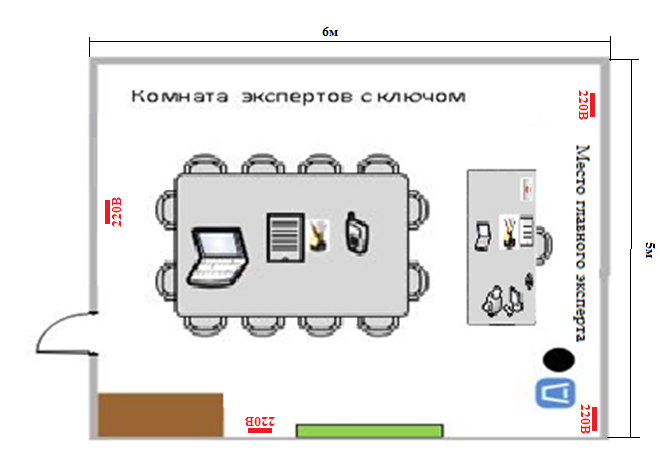 6м
Комната экспертов с ключом
220В
Место главного эксперта
220В
5м
220В
220В